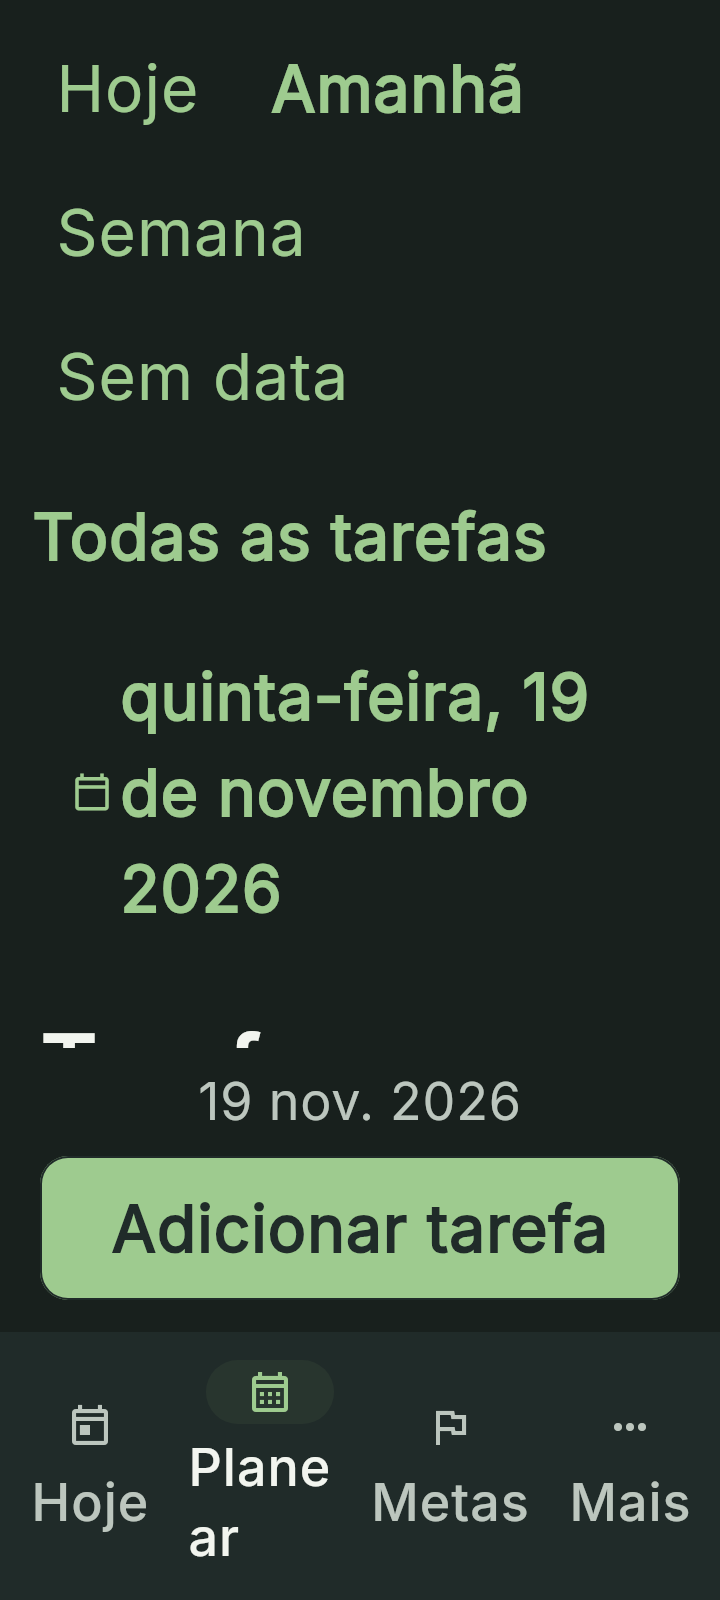 Hoje Amanhã
Semana
Sem data
Todas as tarefas
quinta-feira, 19
de novembro
2026
19 nov. 2026
Adicionar tarefa
Hoje
Plane
ar
Metas
Mais